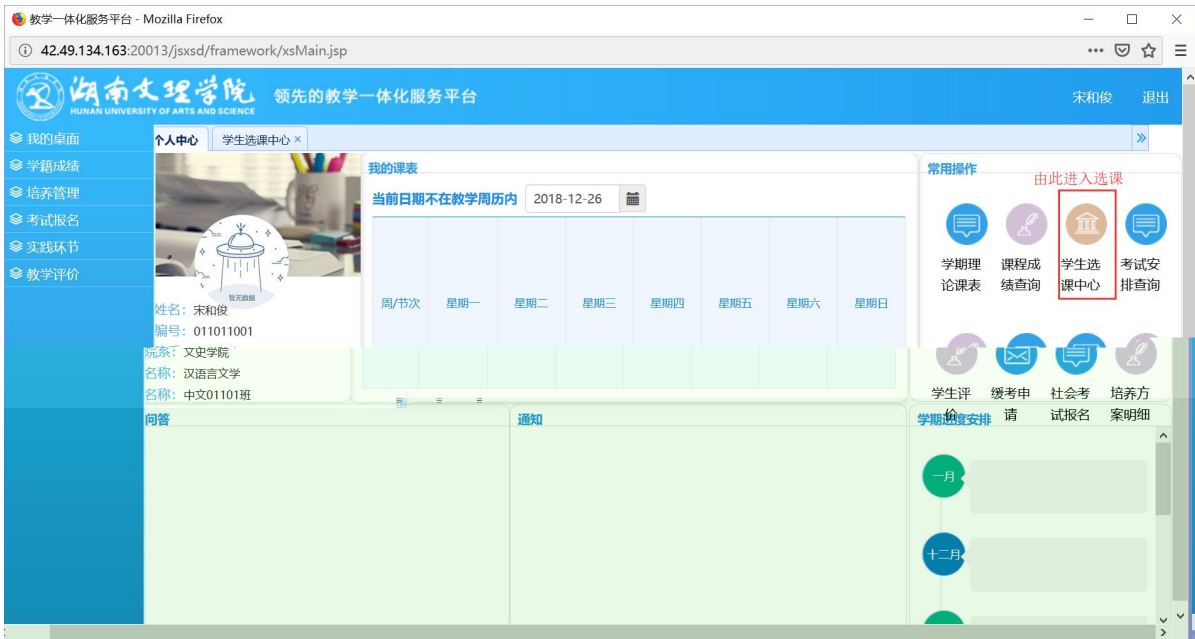 教学一体化服务平台 - Mozilla Firefox
42.49.134.163:20013/jsxsd/framework/xsMain.jsp
湖南文理学院
HUNAN UNIVERSITY OF ARTS AND SCIENCE
领先的教学一体化服务平台
宋和俊 退出
我的桌面
学籍成绩
培养管理
考试报名
实践环节
教学评价
个人中心 学生选课中心 ×
暂无数据
姓名：宋和俊
编号：011011001
院系：文史学院
名称：汉语言文学
名称：中文01101班
我的课表
当前日期不在教学周历内 2018-12-26
周/节次 星期一 星期二 星期三 星期四 星期五 星期六 星期日
常用操作
由此进入选课
学期理论课表
课程成绩查询
学生选课中心
考试安排查询
学生评价
缓考申请
社会考试报名
培养方案明细
问答
通知
学期进度安排
一月
十二月